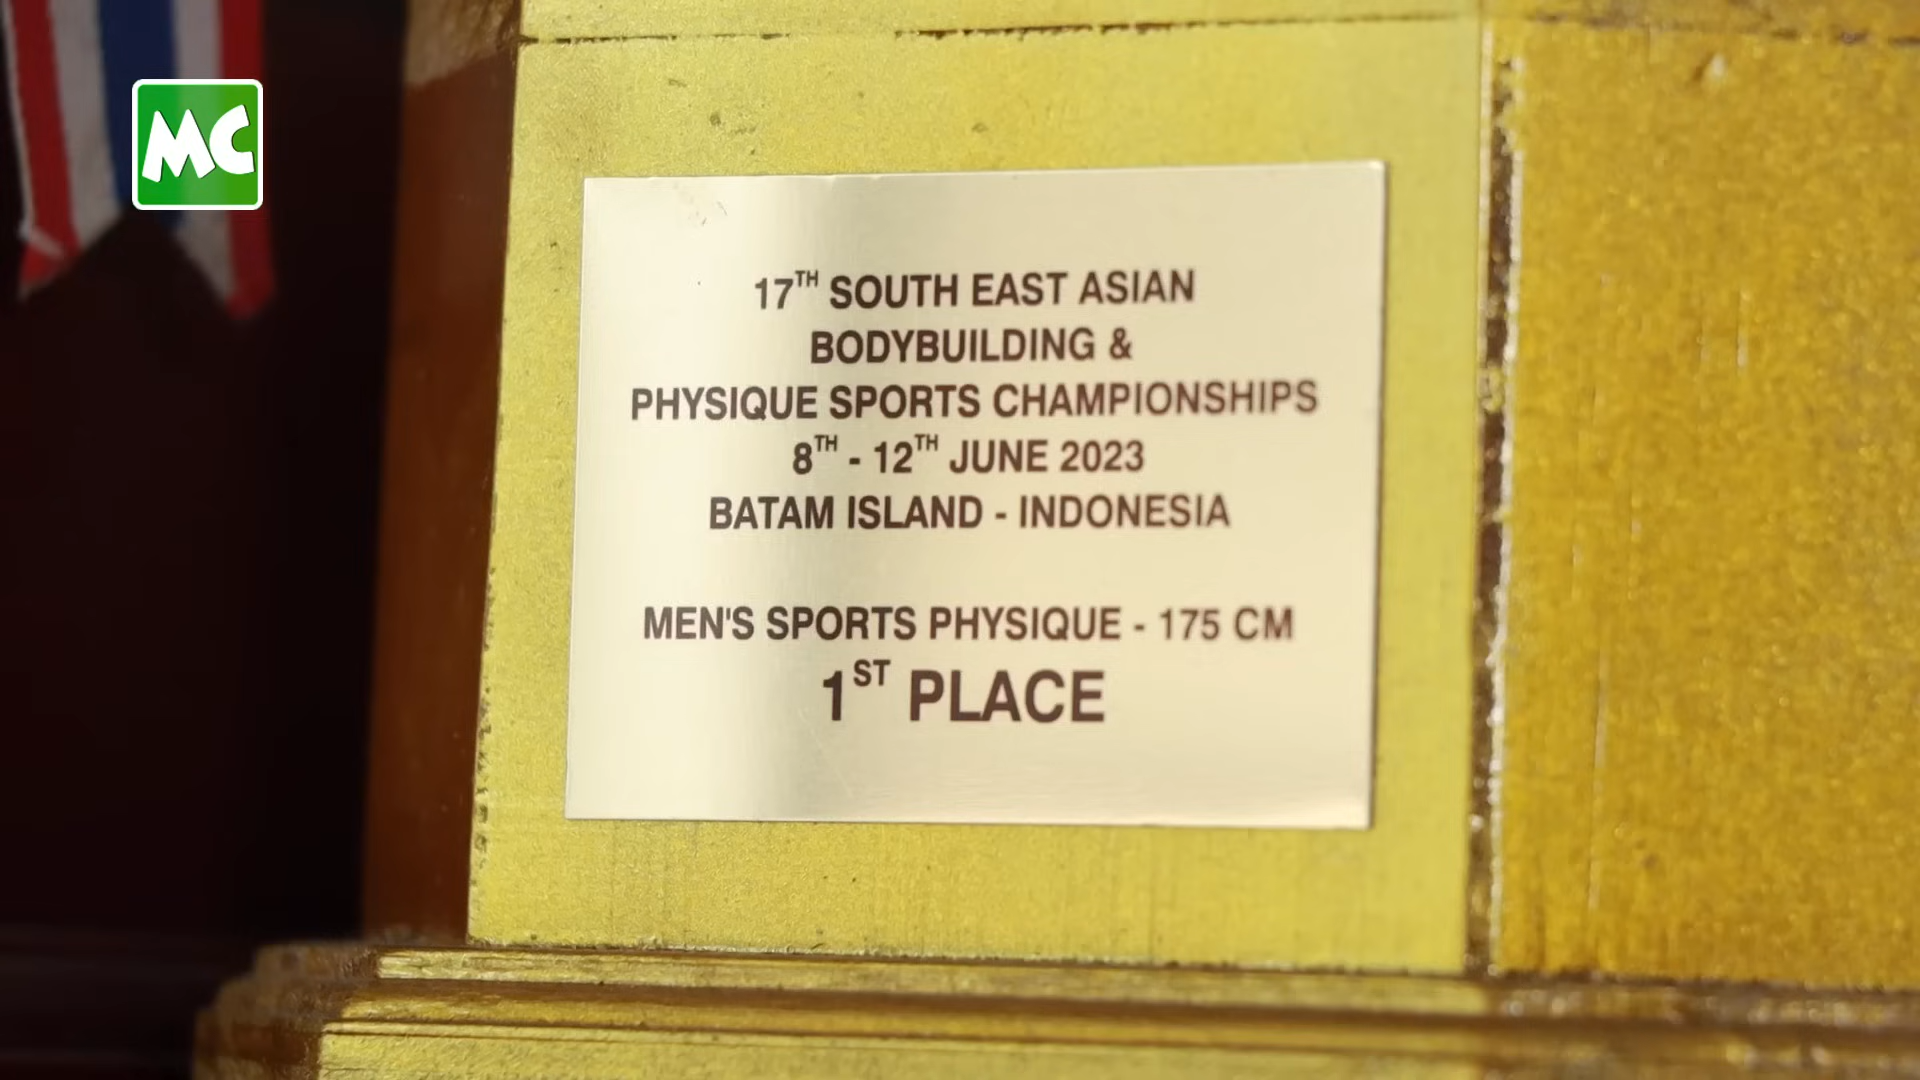 MC
17TH SOUTH EAST ASIAN
BODYBUILDING &
PHYSIQUE SPORTS CHAMPIONSHIPS
8TH - 12TH JUNE 2023
BATAM ISLAND - INDONESIA
MEN'S SPORTS PHYSIQUE - 175 CM
1ST PLACE